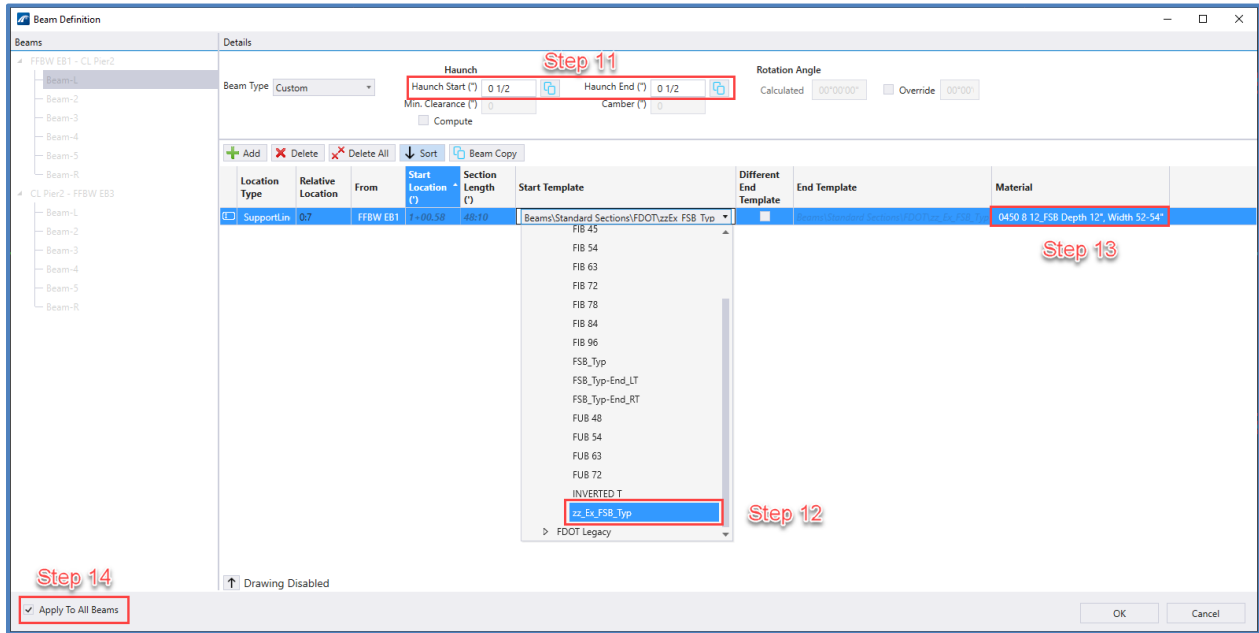 Beam Definition
Beams
Details
FFBW EB1 - CL Pier2
Beam-L
Beam-2
Beam-3
Beam-4
Beam-5
Beam-R
CL Pier2 - FFBW EB3
Beam-L
Beam-2
Beam-3
Beam-4
Beam-5
Beam-R
Step 11
Haunch
Rotation Angle
Beam Type Custom
Haunch Start (") 0 1/2
Haunch End (") 0 1/2
Calculated 00°00'00"
Override 00°00'
Min. Clearance (") 0
Camber (") 0
Compute
Add Delete Delete All Sort Beam Copy
Location Type
Relative Location
From
Start Location (')
Section Length (')
Start Template
Different End Template
End Template
Material
SupportLin 0:7 FFBW EB1 1+00.58 48:10 Beams\Standard Sections\FDOT\zzEx FSB Typ Beams\Standard Sections\FDOT\zz_Ex_FSB_Typ 0450 8 12_FSB Depth 12", Width 52-54"
Step 13
FIB 45
FIB 54
FIB 63
FIB 72
FIB 78
FIB 84
FIB 96
FSB_Typ
FSB_Typ-End_LT
FSB_Typ-End_RT
FUB 48
FUB 54
FUB 63
FUB 72
INVERTED T
zz_Ex_FSB_Typ
Step 12
FDOT Legacy
Step 14
Drawing Disabled
Apply To All Beams
OK
Cancel